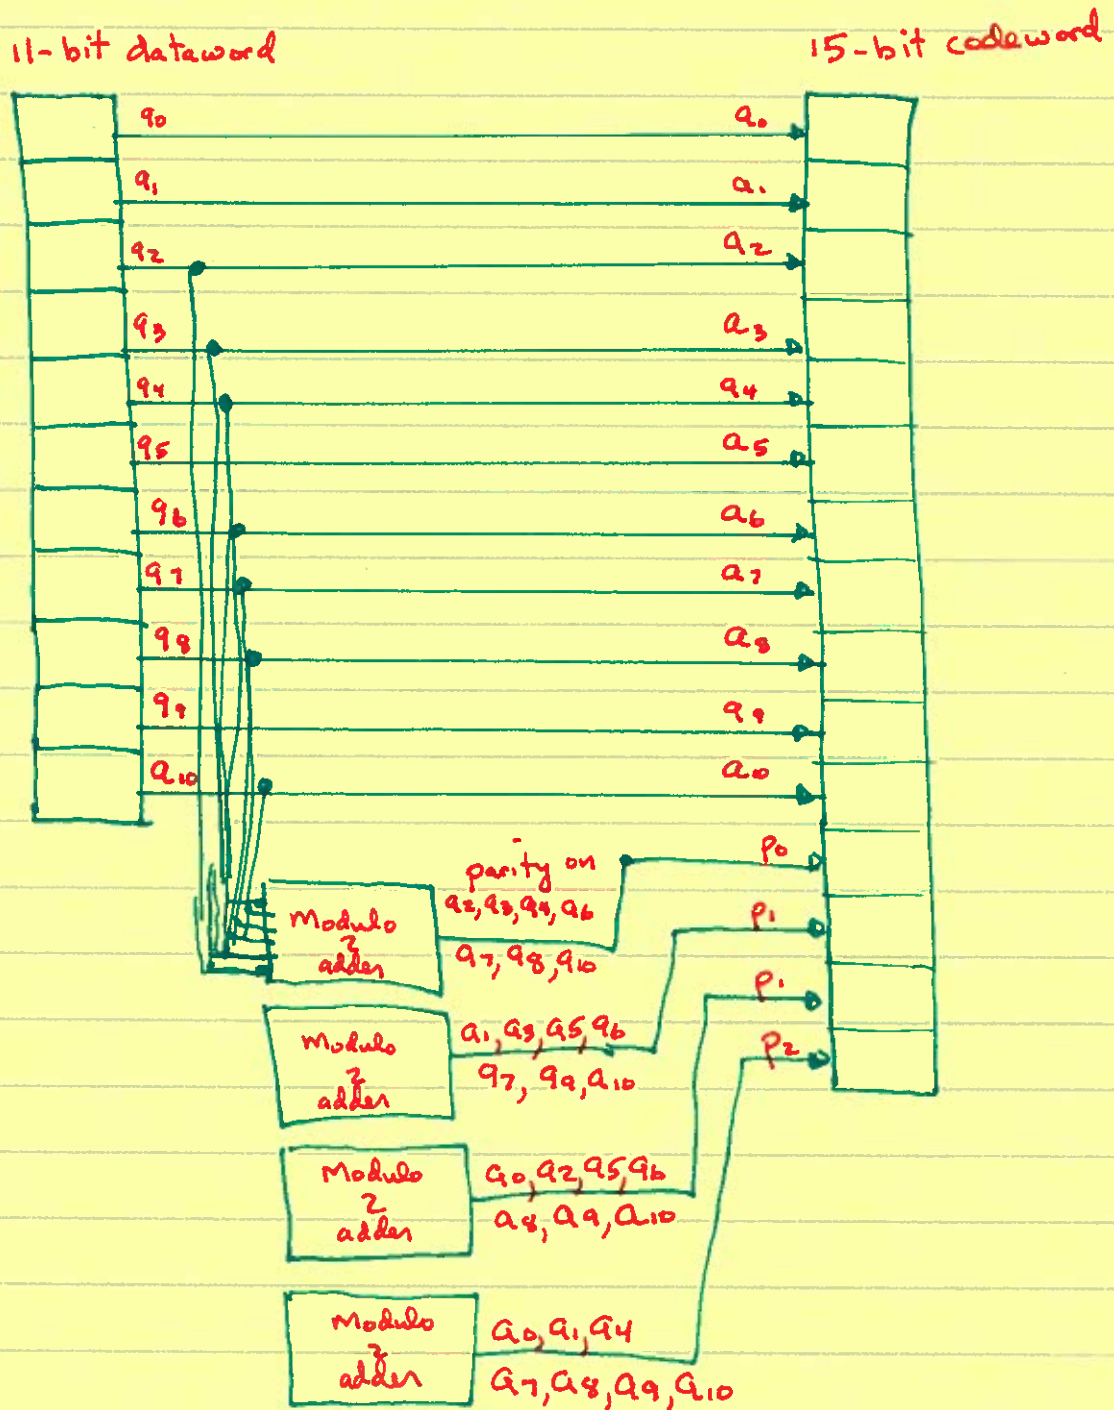 11-bit dataword
15-bit codeword
a0 a0
a1 a1
a2 a2
a3 a3
a4 a4
a5 a5
a6 a6
a7 a7
a8 a8
a9 a9
a10 a10
Modulo
2
adder
parity on
a2, a3, a4, a6
a7, a8, a10
P0
Modulo
2
adder
a1, a3, a5, a6
a7, a9, a10
P1
Modulo
2
adder
a0, a2, a5, a6
a8, a9, a10
P1
Modulo
2
adder
a0, a1, a4
a7, a8, a9, a10
P2